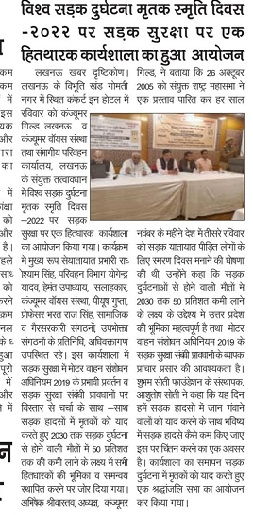 विश्व सड़क दुर्घटना मृतक स्मृति दिवस
-2022 पर सड़क सुरक्षा पर एक
हितधारक कार्यशाला का हुआ आयोजन
लखनऊ खबर दृष्टिकोण।
लखनऊ के विभूति खंड गोमती
नगर में स्थित कंफर्ट इन होटल में
रविवार को कंज्यूमर
गिल्ड लखनऊ व
कंज्यूमर वॉयस संस्था
तथा संभागीय परिवहन
कार्यालय, लखनऊ
के संयुक्त तत्वावधान
में विश्व सड़क दुर्घटना
मृतक स्मृति दिवस
-2022 पर सड़क
सुरक्षा पर एक हितधारक कार्यशाला
का आयोजन किया गया। कार्यक्रम
में मुख्य रूप से यातायात प्रभारी रा-
धेश्याम सिंह, परिवहन विभाग योगेन्द्र
यादव, हेमंत उपाध्याय, सलाहकार,
कंज्यूमर वॉयस संस्था, पीयूष गुप्ता,
प्रोफेसर भरत राज सिंह, सामाजिक
व गैरसरकारी संगठनों, उपभोक्ता
संगठनों के प्रतिनिधि, अधिवक्तागण
उपस्थित रहे। इस कार्यशाला में
सड़क सुरक्षा में मोटर वाहन संशोधन
अधिनियम 2019 के प्रभावी प्रवर्तन व
सड़क सुरक्षा संबंधी प्रावधानों पर
विस्तार से चर्चा के साथ –साथ
सड़क हादसों में मृतकों को याद
करते हुए 2030 तक सड़क दुर्घटना
से होने वाली मौतों में 50 प्रतिशत
तक की कमी लाने के लक्ष्य में सभी
हितधारकों की भूमिका व समन्वय
स्थापित करने पर जोर दिया गया।
अभिषेक श्रीवास्तव, अध्यक्ष, कंज्यूमर
गिल्ड, ने बताया कि 26 अक्टूबर
2005 को संयुक्त राष्ट्र महासभा ने
एक प्रस्ताव पारित कर हर साल
नवंबर के महीने देश में तीसरे रविवार
को सड़क यातायात पीड़ित लोगों के
लिए स्मरण दिवस मनाने की घोषणा
की थी. उन्होंने कहा कि सड़क
दुर्घटनाओं से होने वालों मौतों में
2030 तक 50 प्रतिशत कमी लाने
के लक्ष्य के उद्देश्य में उत्तर प्रदेश
की भूमिका महत्वपूर्ण है तथा मोटर
वाहन संशोधन अधिनियम 2019 के
सड़क सुरक्षा संबंधी प्रावधानों के व्यापक
प्रचार प्रसार की आवश्यकता है।
शुभम सोती फाउंडेशन के संस्थापक,
आशुतोष सोती ने कहा कि यह दिन
हमें सड़क हादसों में जान गंवाने
वालों को याद करने के साथ भविष्य
में सड़क हादसे कैसे कम किए जाए
इस पर चिंतन करने का एक अवसर
है। कार्यशाला का समापन सड़क
दुर्घटना में मृतकों को याद करते हुए
एक श्रद्धांजलि सभा का आयोजन
कर किया गया।